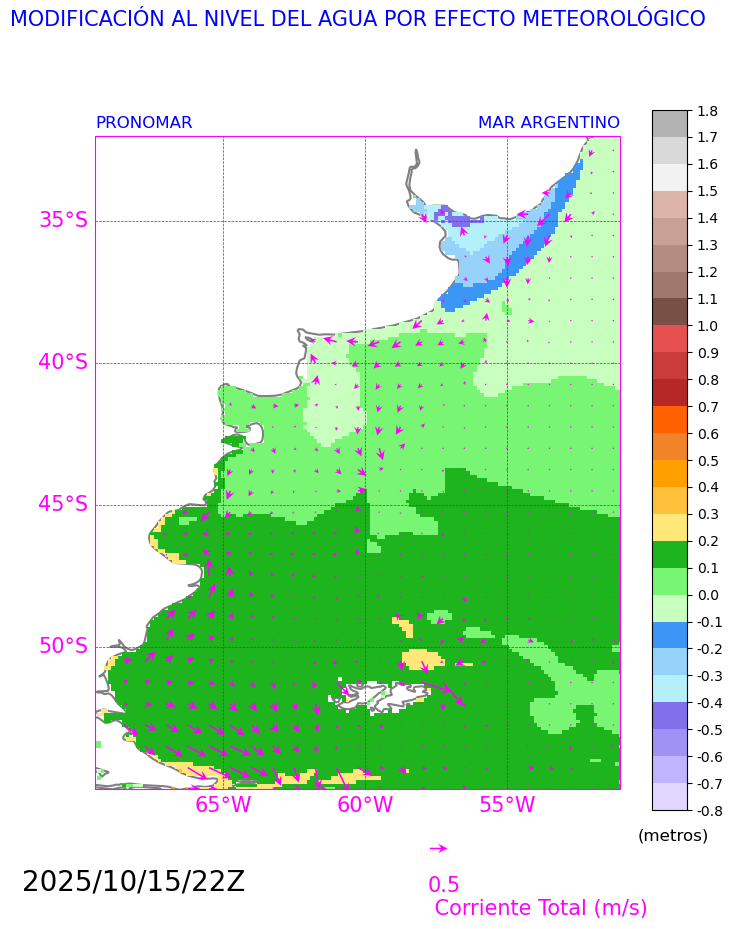 MODIFICACIÓN AL NIVEL DEL AGUA POR EFECTO METEOROLÓGICO
PRONOMAR MAR ARGENTINO
35°S
40°S
45°S
50°S
65°W 60°W 55°W
1.8
1.7
1.6
1.5
1.4
1.3
1.2
1.1
1.0
0.9
0.8
0.7
0.6
0.5
0.4
0.3
0.2
0.1
0.0
-0.1
-0.2
-0.3
-0.4
-0.5
-0.6
-0.7
-0.8
(metros)
2025/10/15/22Z
0.5
Corriente Total (m/s)